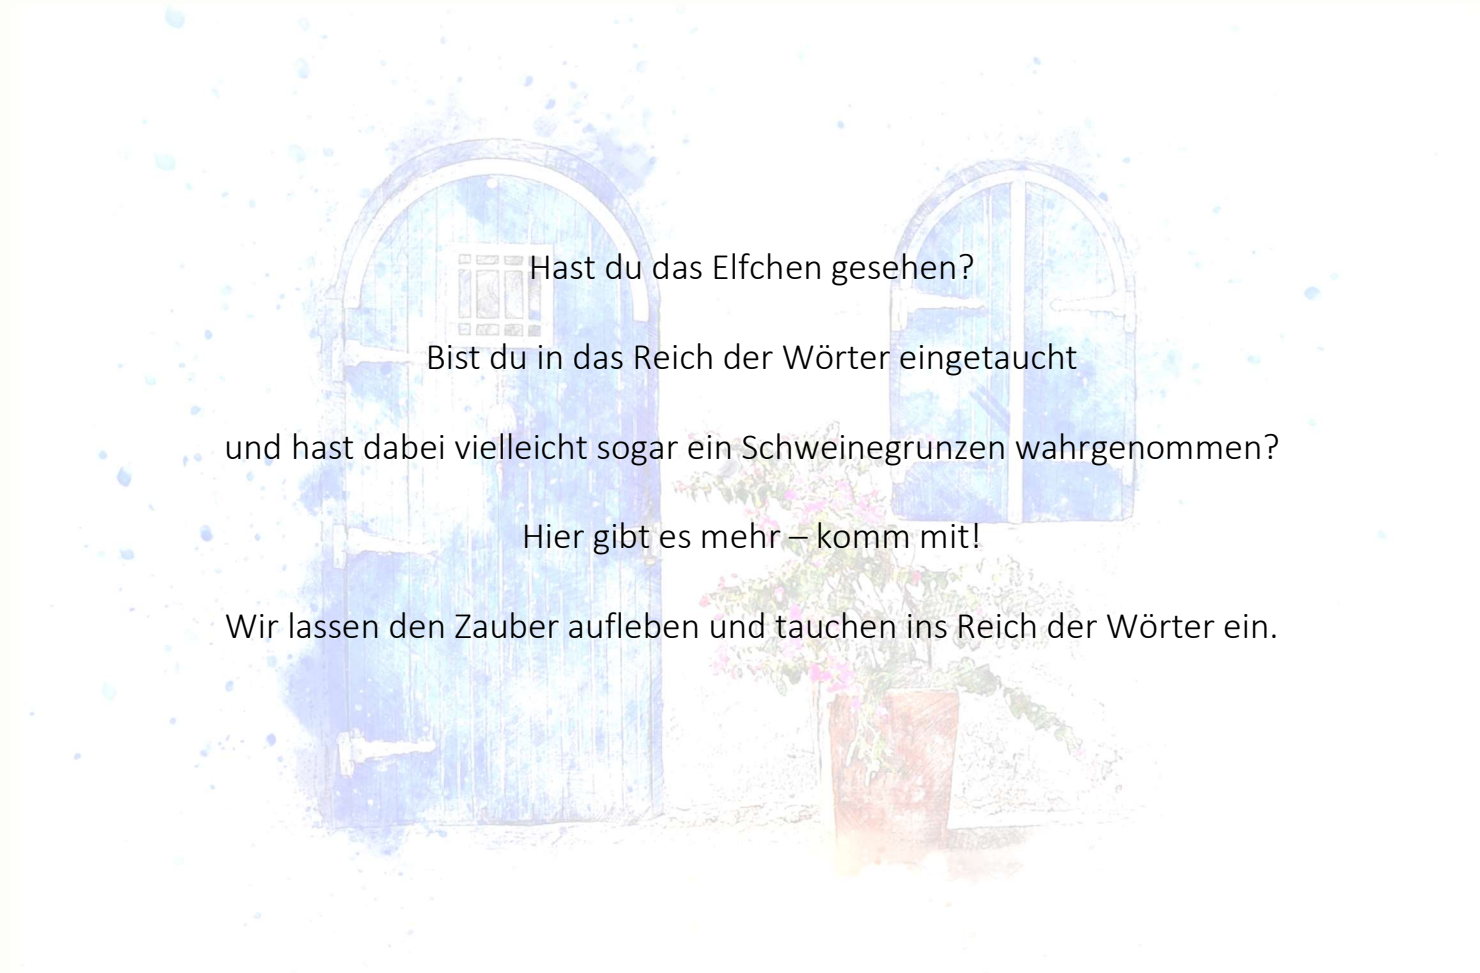 Hast du das Elfchen gesehen?
Bist du in das Reich der Wörter eingetaucht
und hast dabei vielleicht sogar ein Schweinegrunzen wahrgenommen?
Hier gibt es mehr – komm mit!
Wir lassen den Zauber aufleben und tauchen ins Reich der Wörter ein.